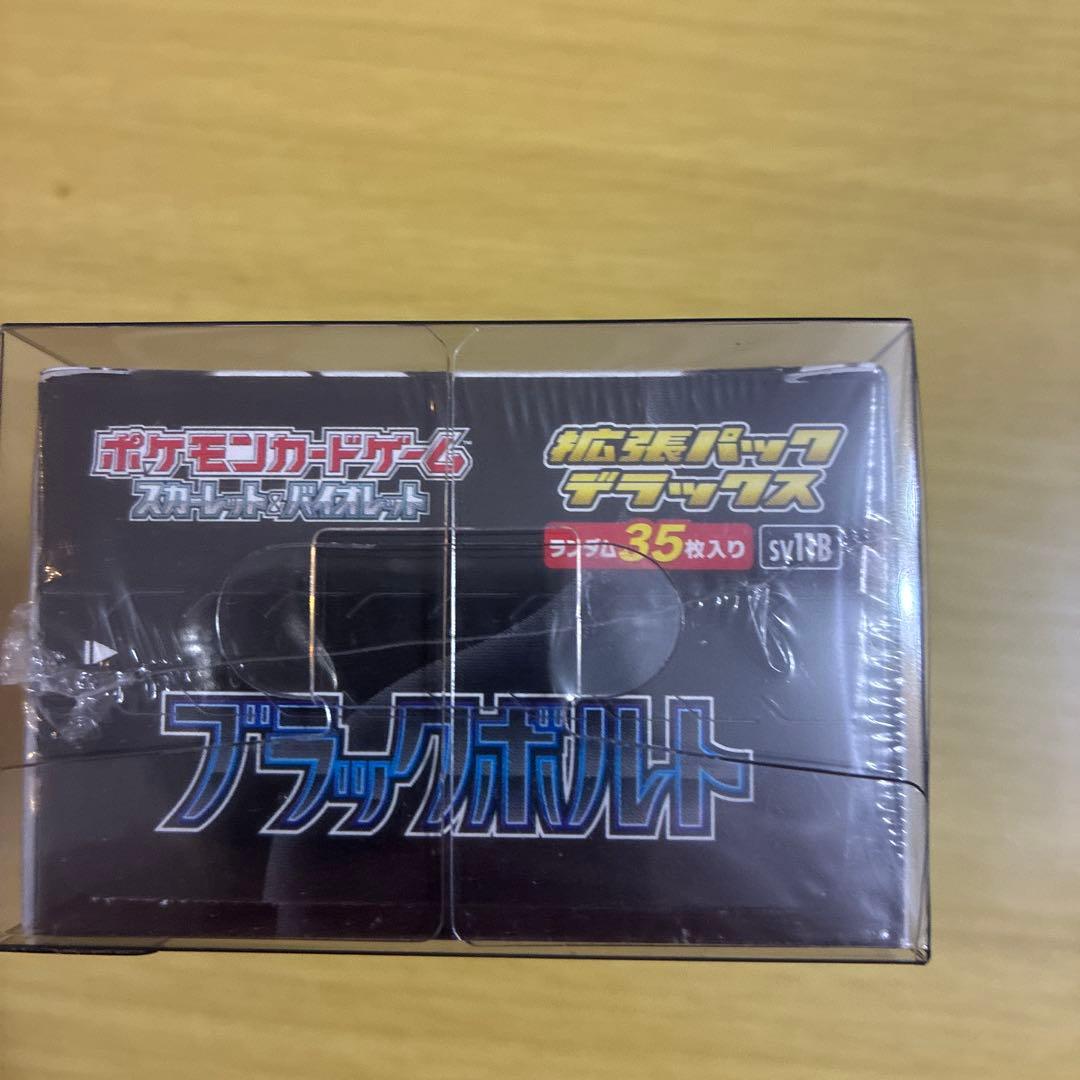 ポケモンカードゲーム
スカーレット&バイオレット
拡張パック
デラックス
ランダム35枚入り
sv11B
ブラックボルト